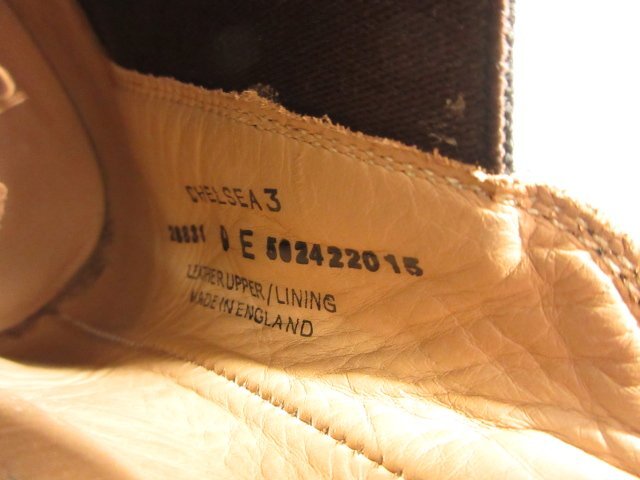 CHELSEA 3
E 502422015
LEATHER UPPER/LINING
MADE IN ENGLAND